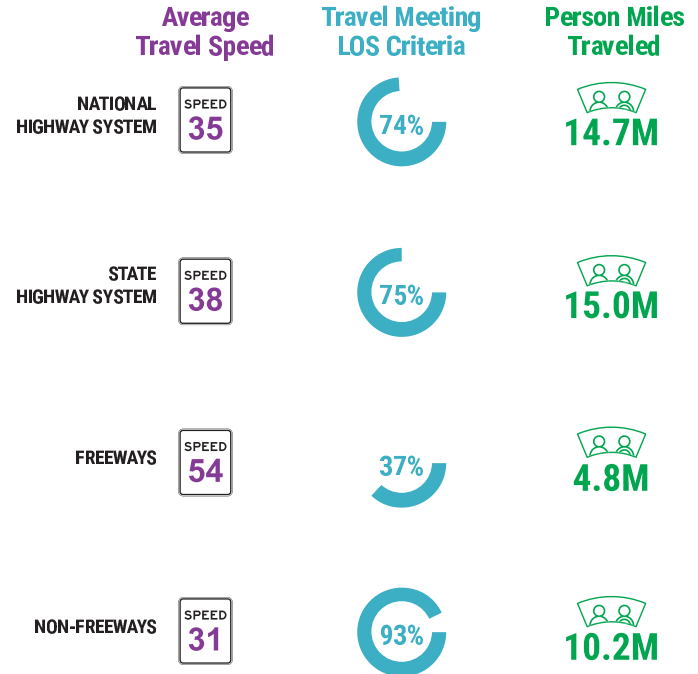 Average
Travel Speed
Travel Meeting
LOS Criteria
Person Miles
Traveled
NATIONAL
HIGHWAY SYSTEM
SPEED
35
74%
14.7M
STATE
HIGHWAY SYSTEM
SPEED
38
75%
15.0M
FREEWAYS
SPEED
54
37%
4.8M
NON-FREEWAYS
SPEED
31
93%
10.2M